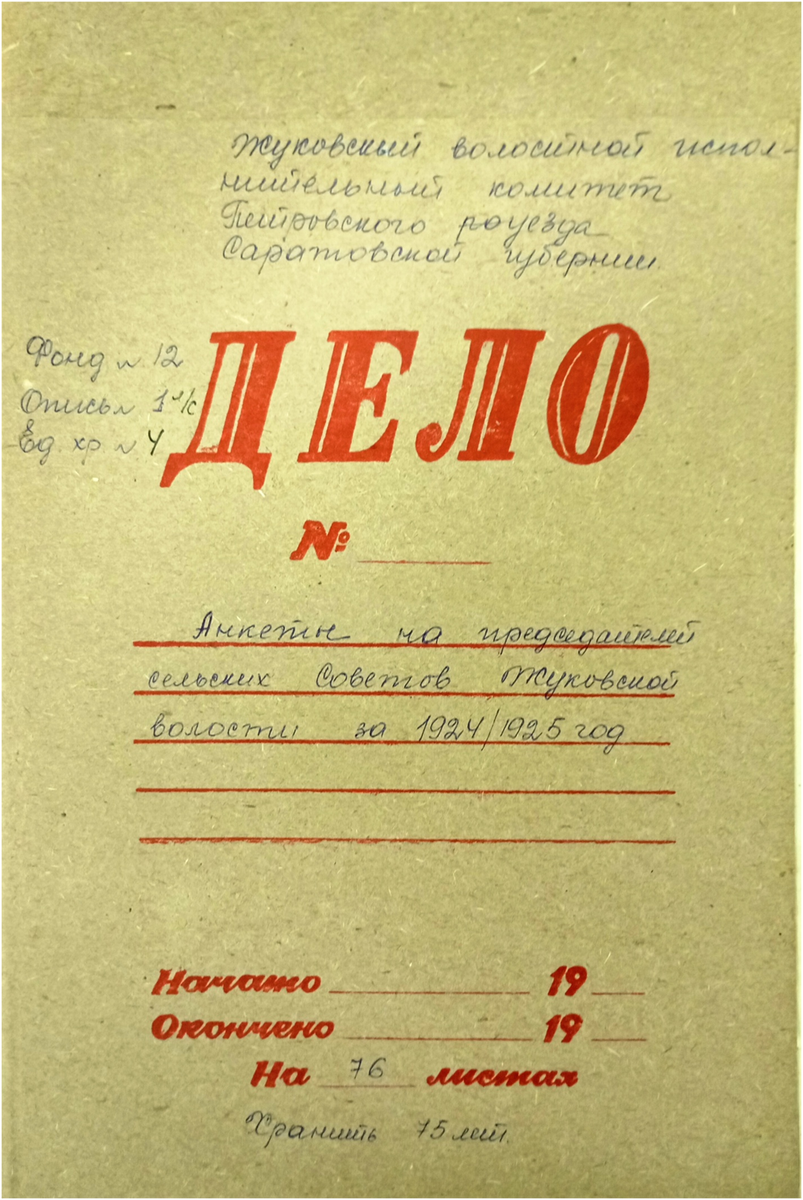 Жуковский волостной испол-
нительный комитет
Петровского роуезда
Саратовской губернии.
Фонд № 12
Опись № 1 л/с
Ед. хр № 4
ДЕЛО
№
Анкеты на председателей
сельских Советов Жуковской
волости за 1924/1925 год
Начато 19
Окончено 19
На 76 листах
Хранить 75 лет.